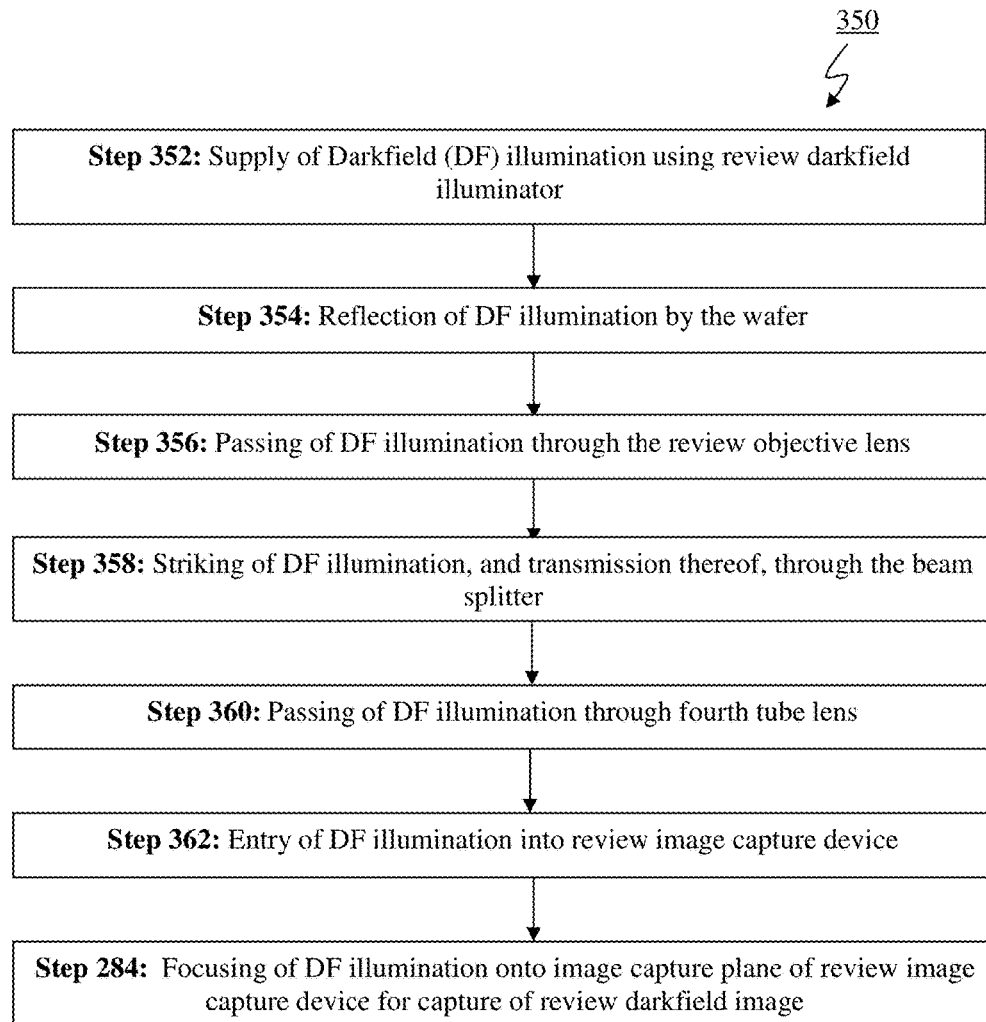 350
Step 352: Supply of Darkfield (DF) illumination using review darkfield
illuminator
Step 354: Reflection of DF illumination by the wafer
Step 356: Passing of DF illumination through the review objective lens
Step 358: Striking of DF illumination, and transmission thereof, through the beam
splitter
Step 360: Passing of DF illumination through fourth tube lens
Step 362: Entry of DF illumination into review image capture device
Step 284: Focusing of DF illumination onto image capture plane of review image
capture device for capture of review darkfield image